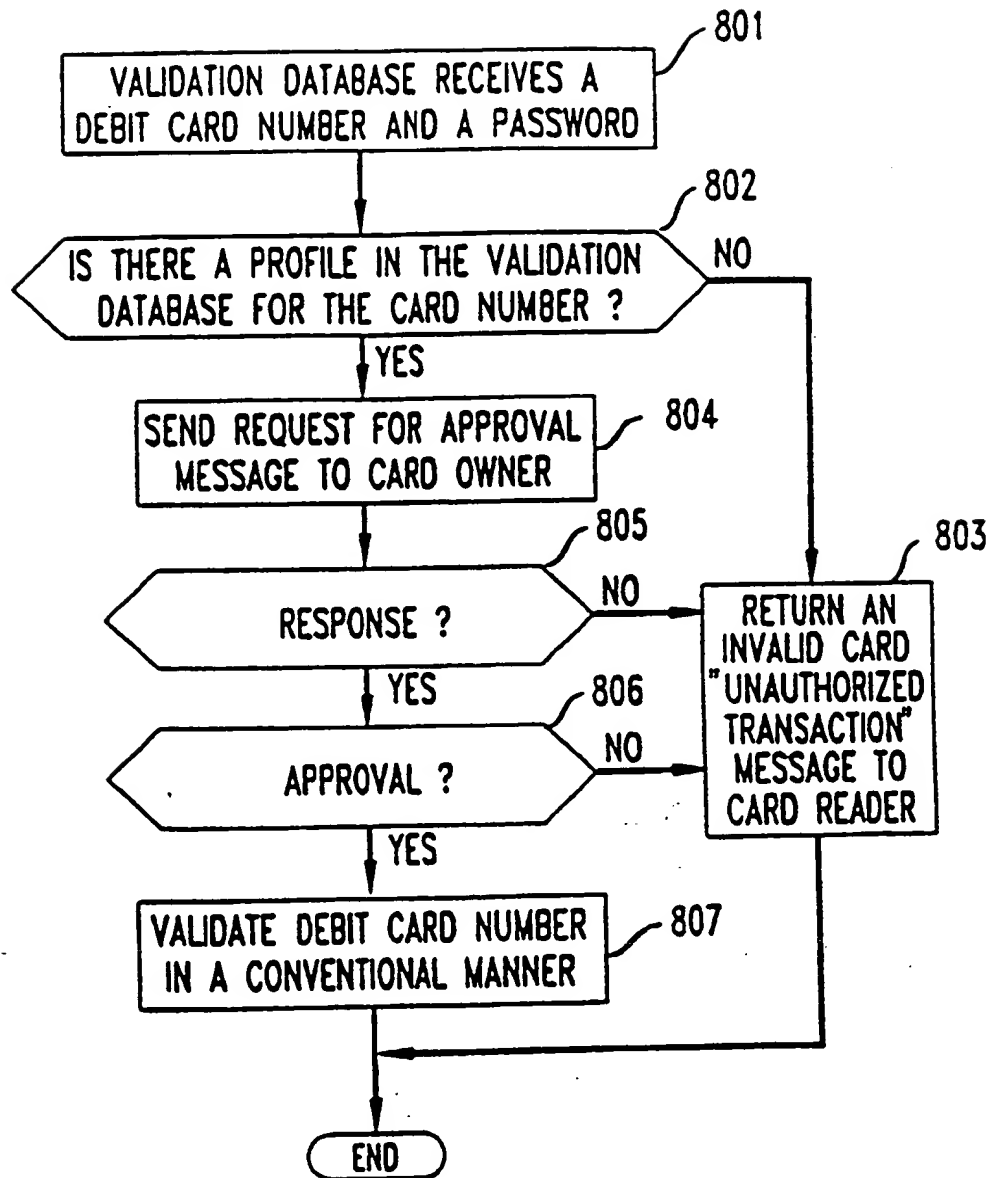 801
VALIDATION DATABASE RECEIVES A
DEBIT CARD NUMBER AND A PASSWORD
802
IS THERE A PROFILE IN THE VALIDATION
DATABASE FOR THE CARD NUMBER ?
NO
YES
SEND REQUEST FOR APPROVAL
MESSAGE TO CARD OWNER
804
805
RESPONSE ?
NO
YES
803
RETURN AN
INVALID CARD
"UNAUTHORIZED
TRANSACTION"
MESSAGE TO
CARD READER
806
APPROVAL ?
NO
YES
VALIDATE DEBIT CARD NUMBER
IN A CONVENTIONAL MANNER
807
END